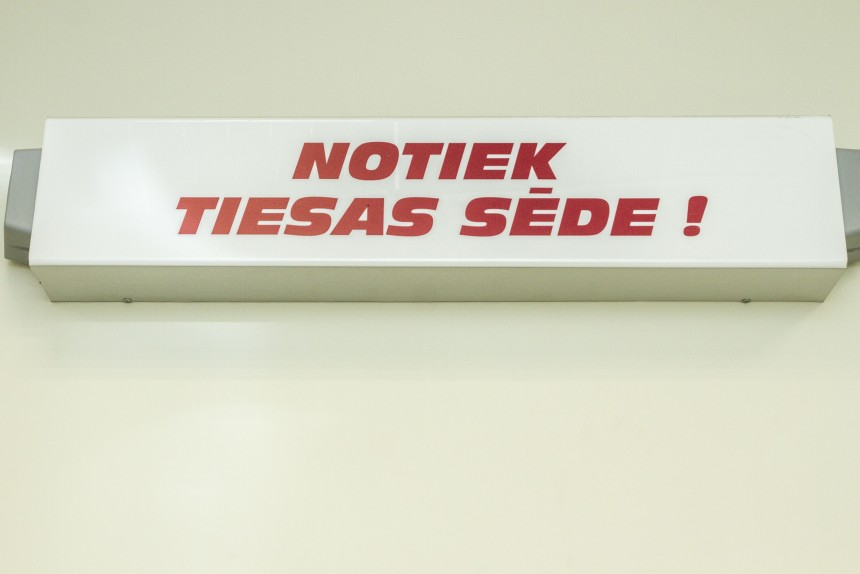 NOTIEK
TIESAS SĒDE !